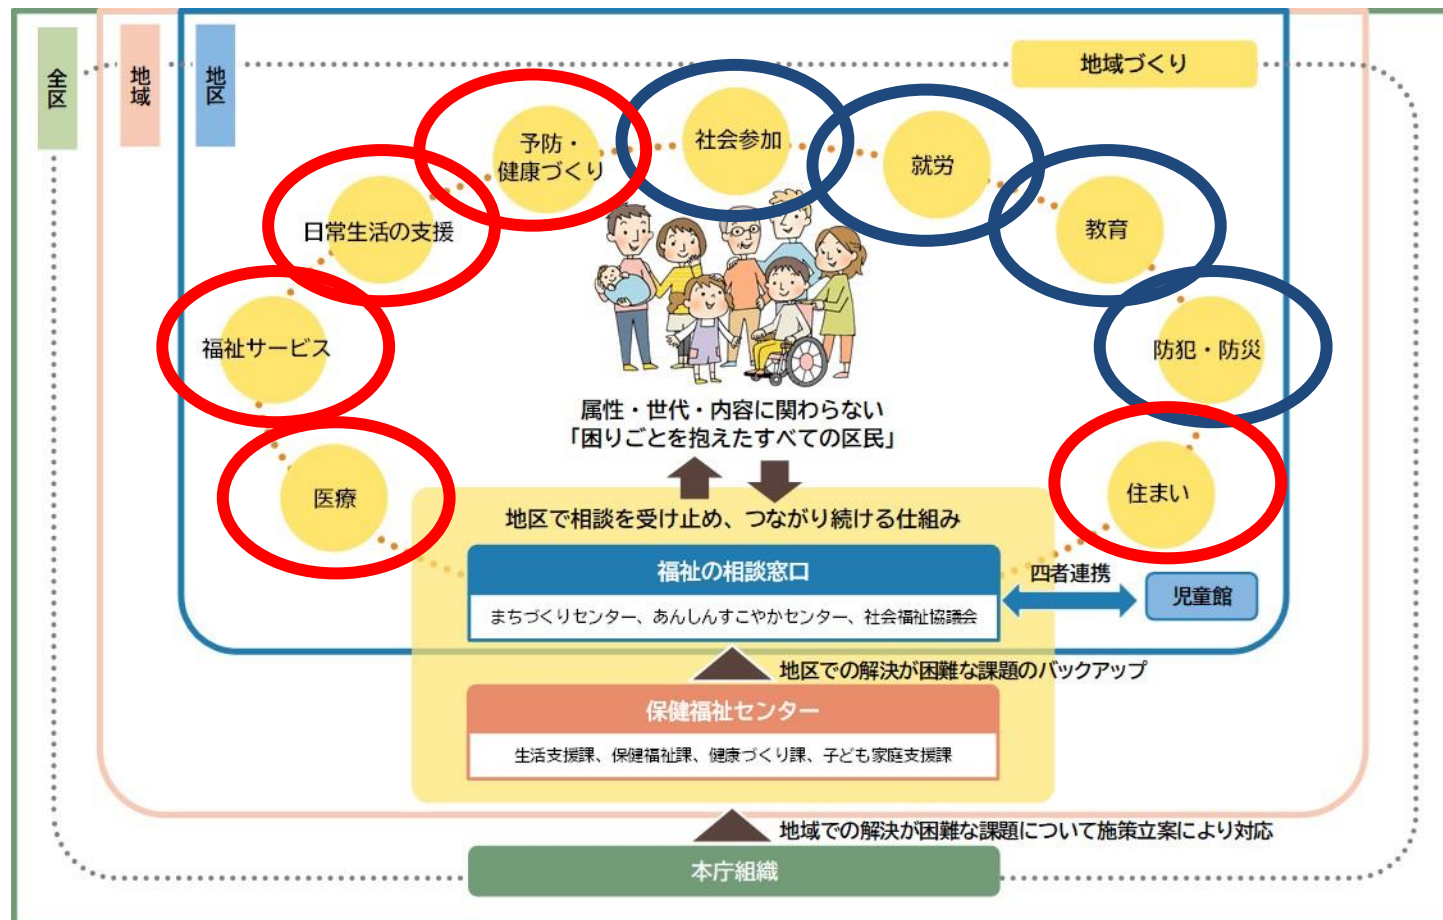 全区
地域
地区
地域づくり
予防・
健康づくり
社会参加
就労
日常生活の支援
教育
福祉サービス
防犯・防災
医療
住まい
属性・世代・内容に関わらない
「困りごとを抱えたすべての区民」
地区で相談を受け止め、つながり続ける仕組み
福祉の相談窓口
まちづくりセンター、あんしんすこやかセンター、社会福祉協議会
四者連携
児童館
地区での解決が困難な課題のバックアップ
保健福祉センター
生活支援課、保健福祉課、健康づくり課、子ども家庭支援課
地域での解決が困難な課題について施策立案により対応
本庁組織